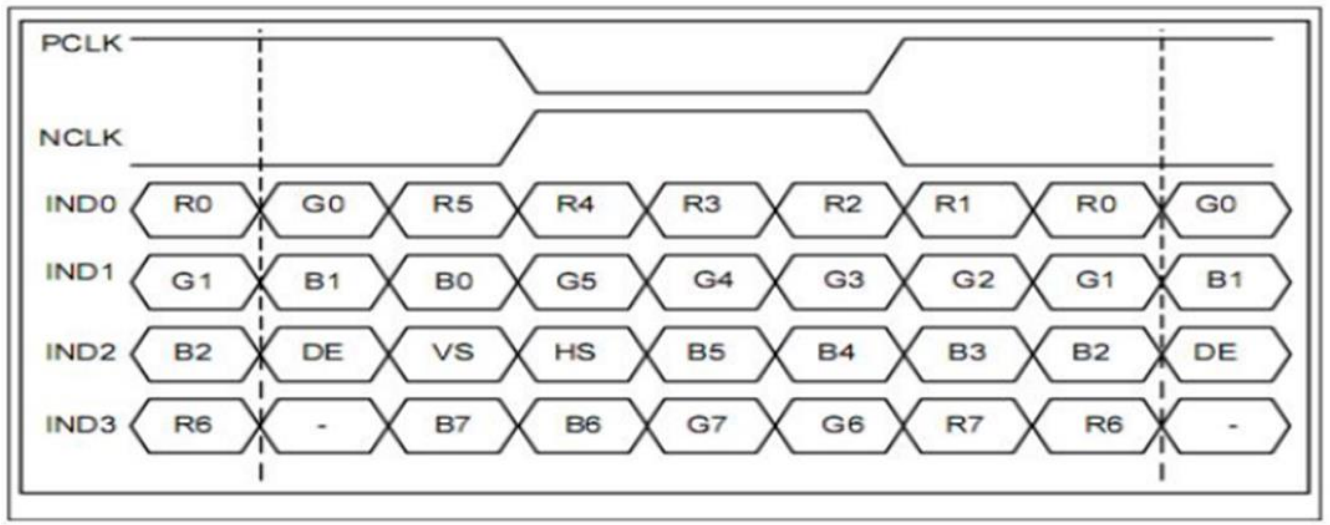 PCLK
NCLK
IND0 R0 G0 R5 R4 R3 R2 R1 R0 G0
IND1 G1 B1 B0 G5 G4 G3 G2 G1 B1
IND2 B2 DE VS HS B5 B4 B3 B2 DE
IND3 R6 - B7 B6 G7 G6 R7 R6 -